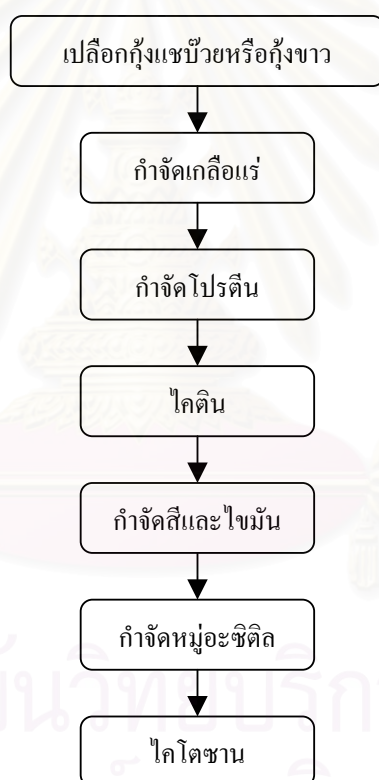 เปลือกกุ้งแชบ๊วยหรือกุ้งขาว
กำจัดเกลือแร่
กำจัดโปรตีน
ไคติน
กำจัดสีและไขมัน
กำจัดหมู่อะซิติล
ไคโตซาน